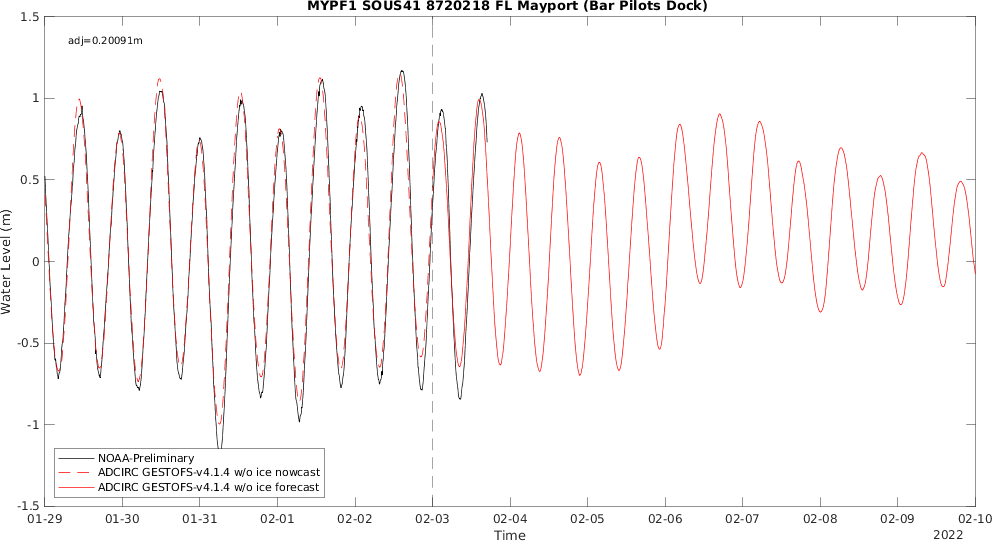 MYPF1 SOUS41 8720218 FL Mayport (Bar Pilots Dock)
1.5
adj=0.20091m
1
0.5
0
-0.5
-1
-1.5
Water Level (m)
NOAA-Preliminary
ADCIRC GESTOFS-v4.1.4 w/o ice nowcast
ADCIRC GESTOFS-v4.1.4 w/o ice forecast
01-29 01-30 01-31 02-01 02-02 02-03 02-04 02-05 02-06 02-07 02-08 02-09 02-10
Time
2022